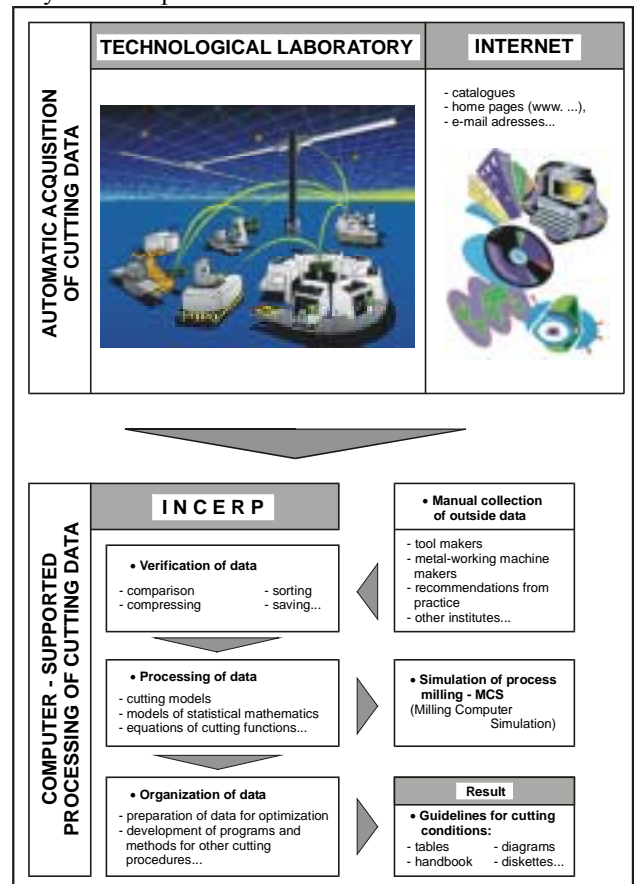 TECHNOLOGICAL LABORATORY
INTERNET
AUTOMATIC ACQUISITION
OF CUTTING DATA
- catalogues
- home pages (www. ...),
- e-mail adresses...
COMPUTER - SUPPORTED
PROCESSING OF CUTTING DATA
I N C E R P
• Verification of data
- comparison - sorting
- compressing - saving...
• Manual collection
of outside data
- tool makers
- metal-working machine
makers
- recommendations from
practice
- other institutes...
• Processing of data
- cutting models
- models of statistical mathematics
- equations of cutting functions...
• Simulation of process
milling - MCS
(Milling Computer
Simulation)
• Organization of data
- preparation of data for optimization
- development of programs and
methods for other cutting
procedures...
Result
• Guidelines for cutting
conditions:
- tables - diagrams
- handbook - diskettes...